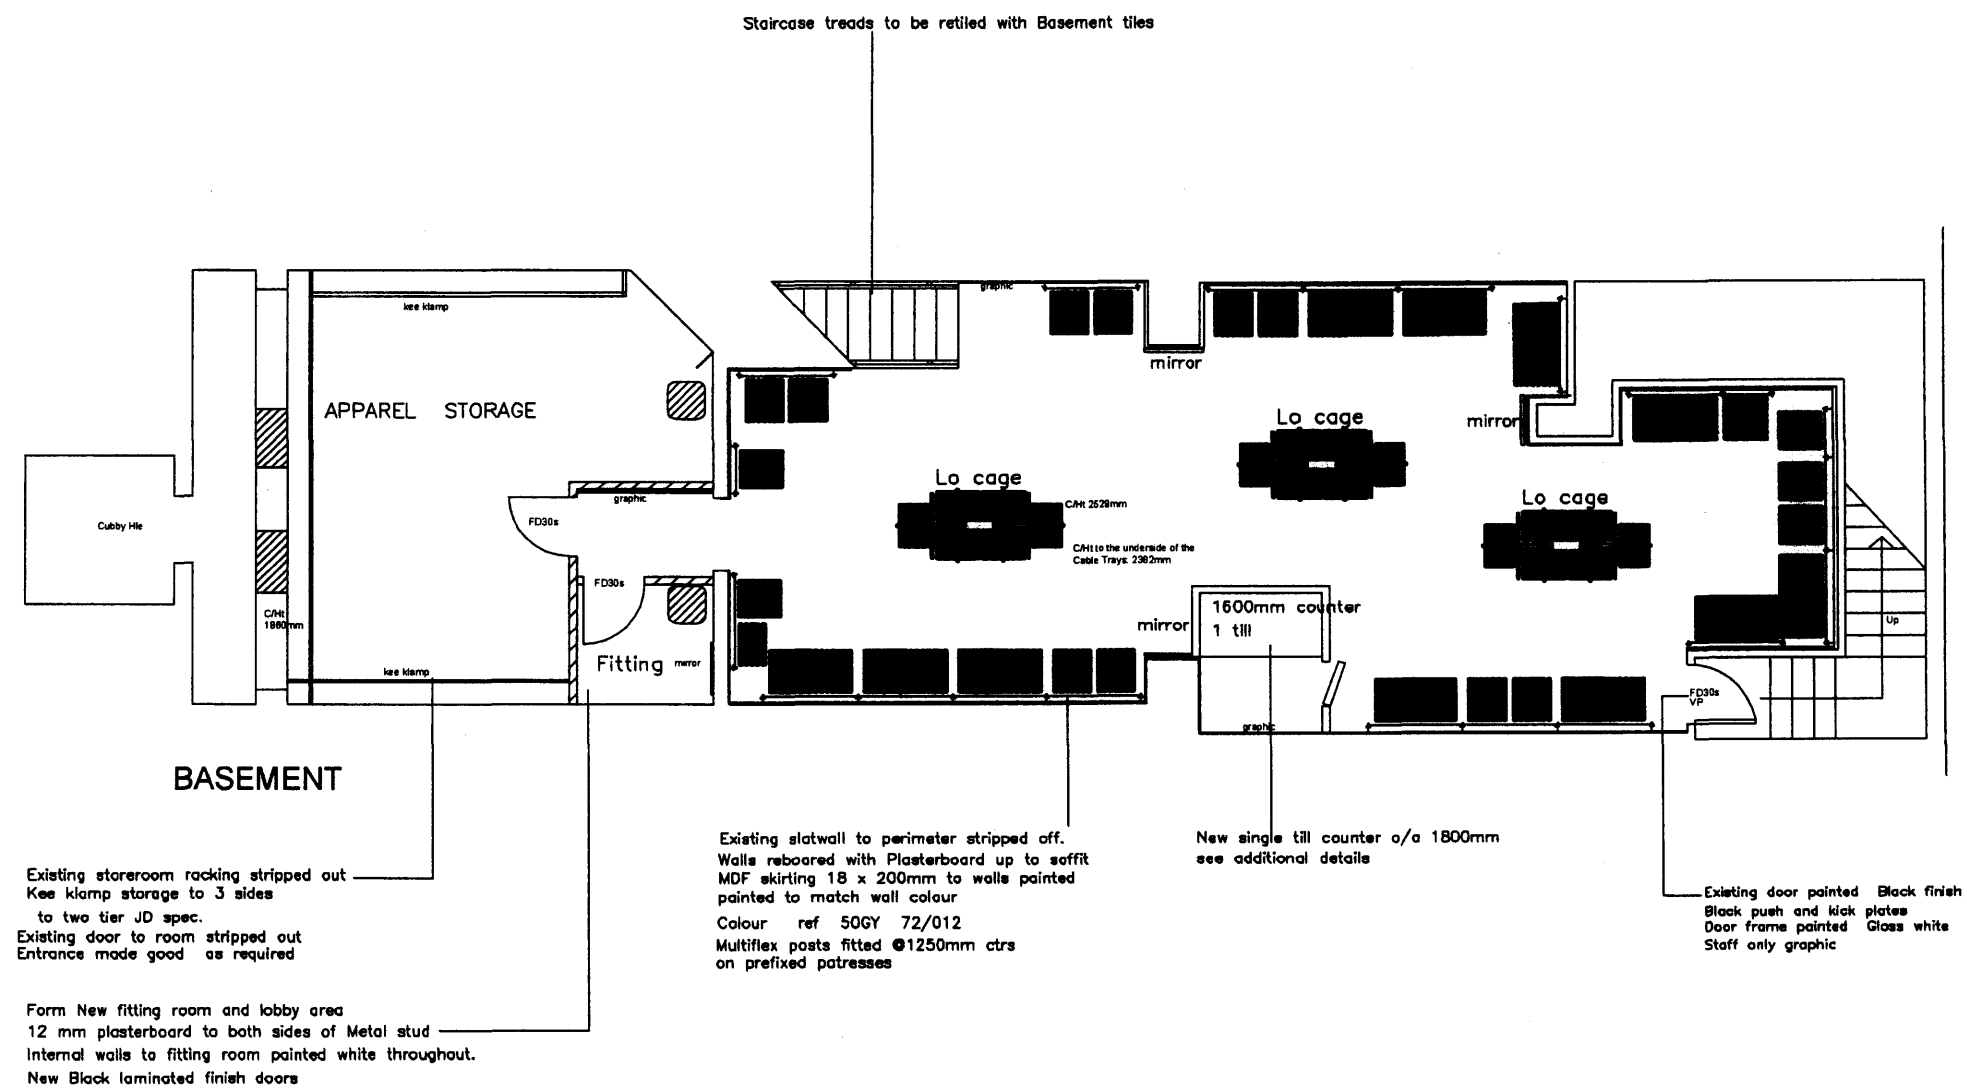 Staircase treads to be retiled with Basement tiles
kee klamp
graphic
mirror
APPAREL STORAGE
Lo cage
mirror
Lo cage
Lo cage
graphic
C/Ht 2528mm
FD30s
Cubby Hle
C/Ht to the underside of the
Cable Trays: 2382mm
FD30s
C/Ht
1980mm
1600mm counter
1 till
mirror
Up
Fitting
mirror
kee klamp
FD30s
VP
graphic
BASEMENT
Existing storeroom racking stripped out
Kee klamp storage to 3 sides
to two tier JD spec.
Existing door to room stripped out
Entrance made good as required
Form New fitting room and lobby area
12 mm plasterboard to both sides of Metal stud
Internal walls to fitting room painted white throughout.
New Black laminated finish doors
Existing slatwall to perimeter stripped off.
Walls reboared with Plasterboard up to soffit
MDF skirting 18 x 200mm to walls painted
painted to match wall colour
Colour ref 50GY 72/012
Multiflex posts fitted @1250mm ctrs
on prefixed patresses
New single till counter o/a 1800mm
see additional details
Existing door painted Black finish
Black push and kick plates
Door frame painted Gloss white
Staff only graphic